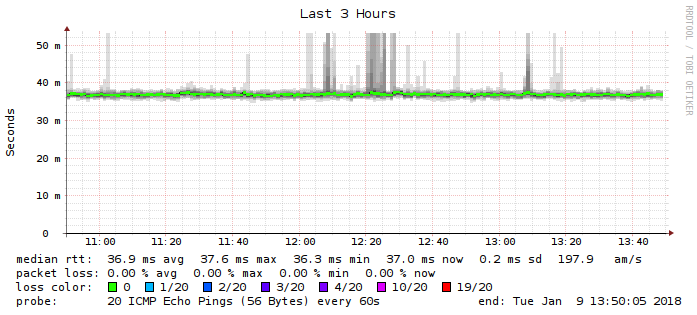 Last 3 Hours
RRDTOOL / TOBI OETIKER
Seconds
50 m
40 m
30 m
20 m
10 m
0
11:00 11:20 11:40 12:00 12:20 12:40 13:00 13:20 13:40
median rtt: 36.9 ms avg 37.6 ms max 36.3 ms min 37.0 ms now 0.2 ms sd 197.9 am/s
packet loss: 0.00 % avg 0.00 % max 0.00 % min 0.00 % now
loss color: 0 1/20 2/20 3/20 4/20 10/20 19/20
probe: 20 ICMP Echo Pings (56 Bytes) every 60s end: Tue Jan 9 13:50:05 2018